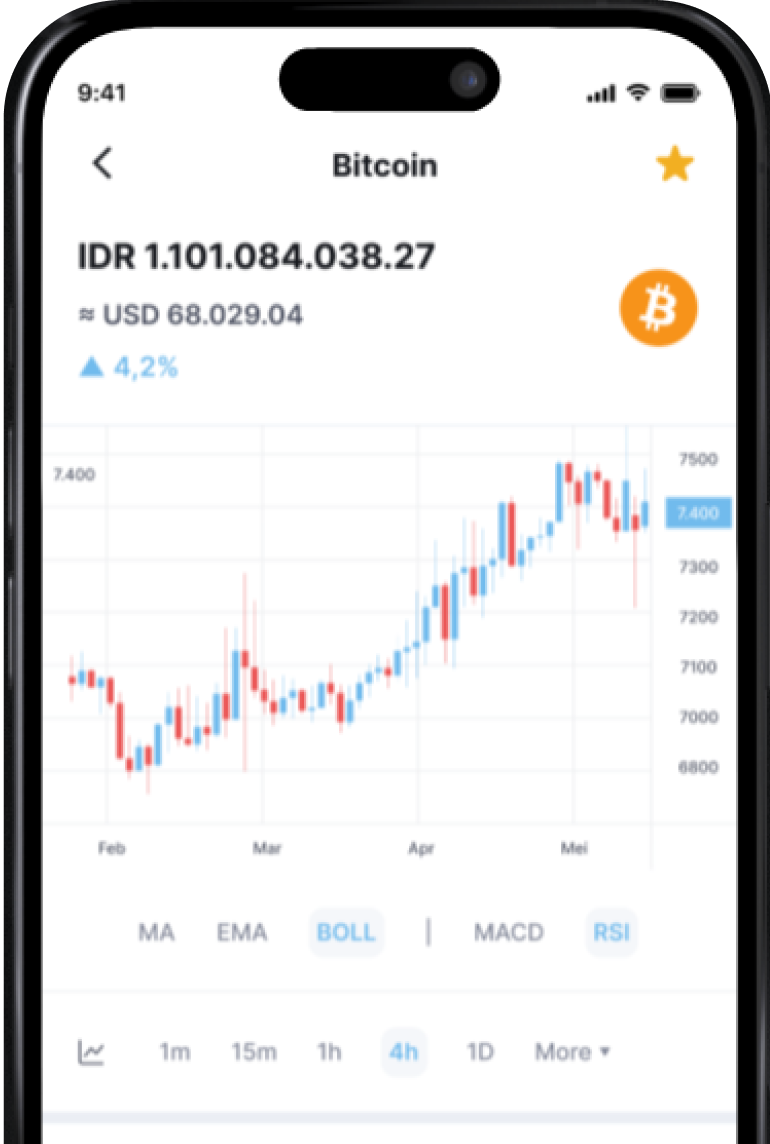 9:41
Bitcoin
IDR 1.101.084.038.27
≈ USD 68.029.04
▲ 4,2%
7.400
7500
7.400
7300
7200
7100
7000
6800
Feb Mar Apr Mei
MA EMA BOLL | MACD RSI
1m 15m 1h 4h 1D More ▼